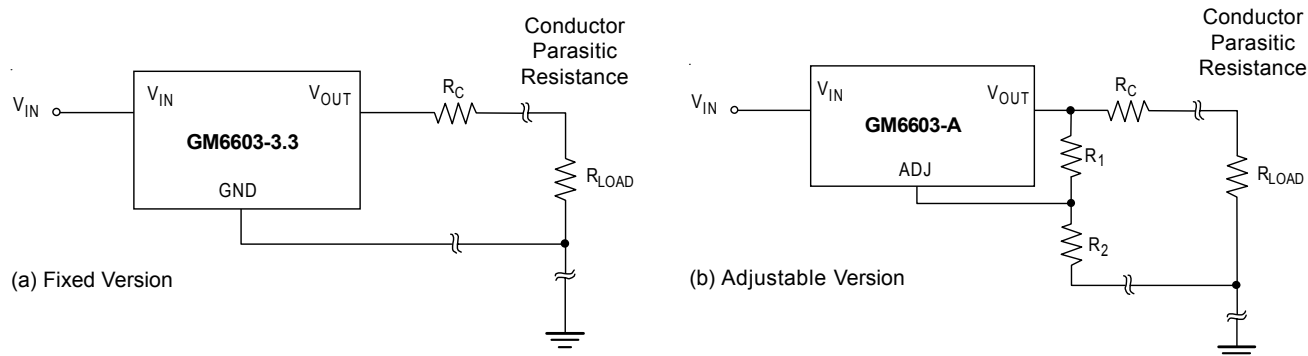 Conductor
Parasitic
Resistance
V_IN
V_IN
V_OUT
R_C
GM6603-3.3
GND
R_LOAD
(a) Fixed Version
Conductor
Parasitic
Resistance
V_IN
V_IN
V_OUT
R_C
GM6603-A
ADJ
R_1
R_LOAD
R_2
(b) Adjustable Version